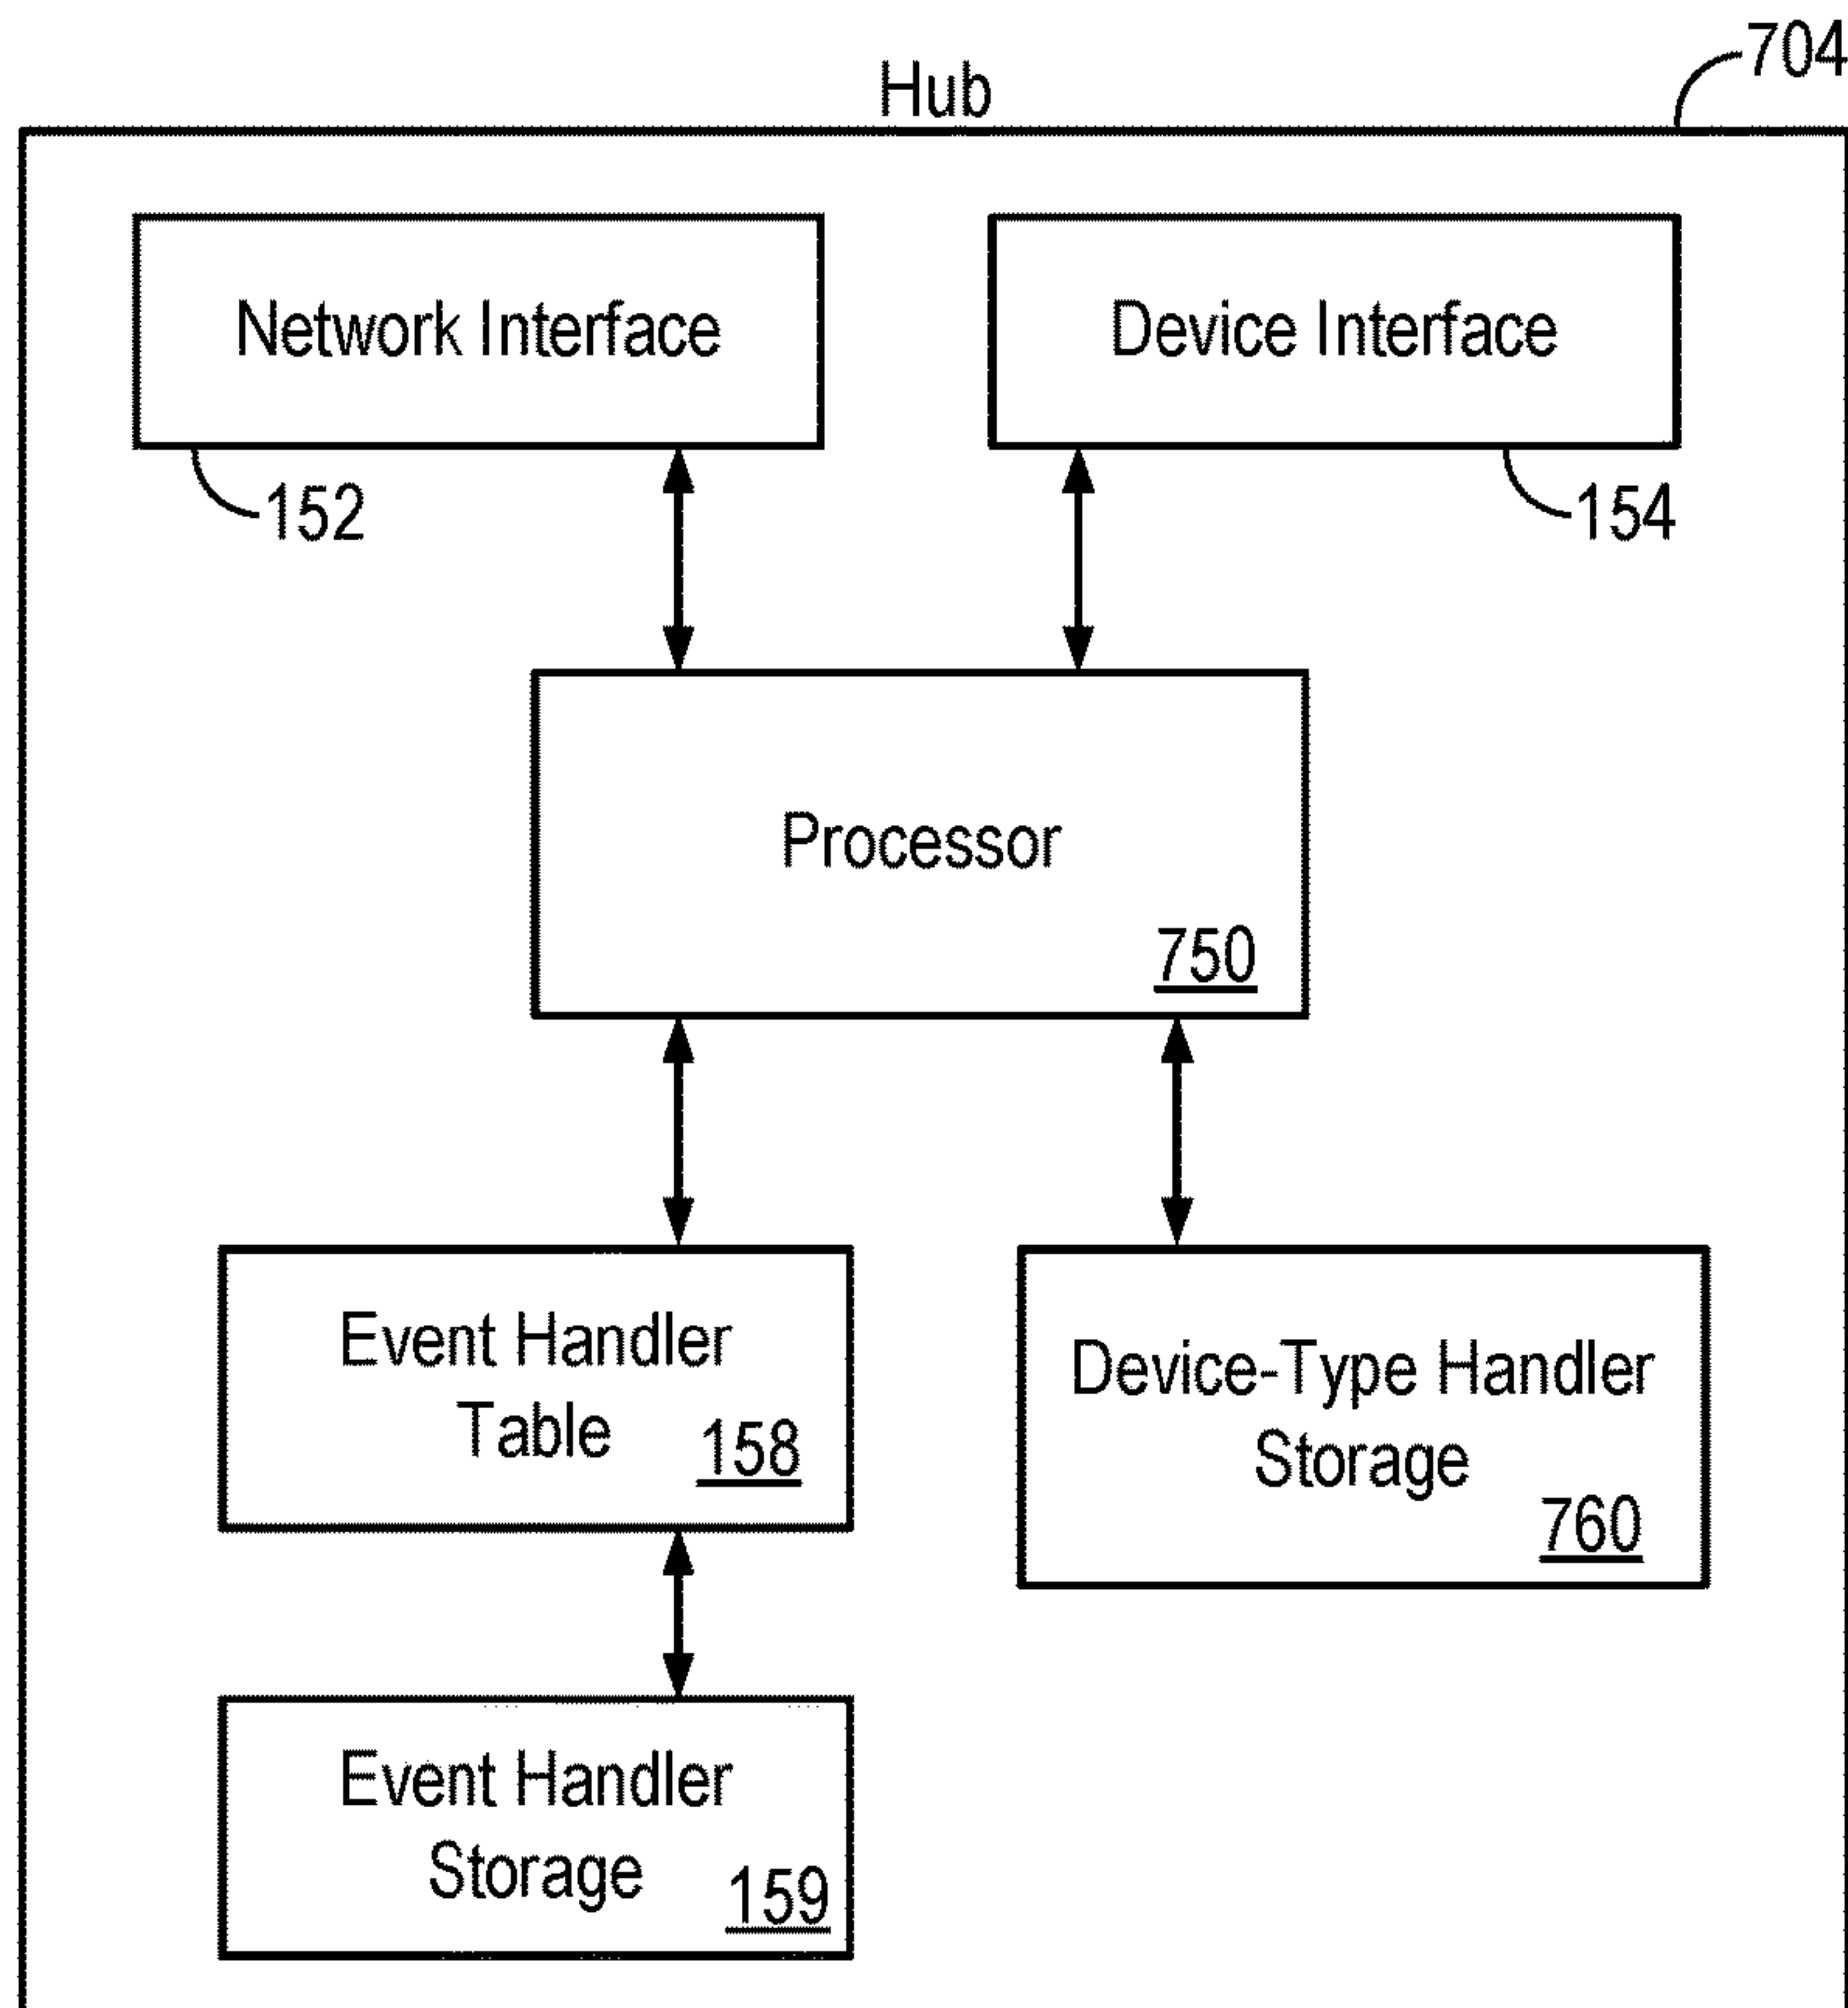 704
Hub
Network Interface
Device Interface
152
154
Processor
750
Event Handler
Table 158
Device-Type Handler
Storage
760
Event Handler
Storage 159